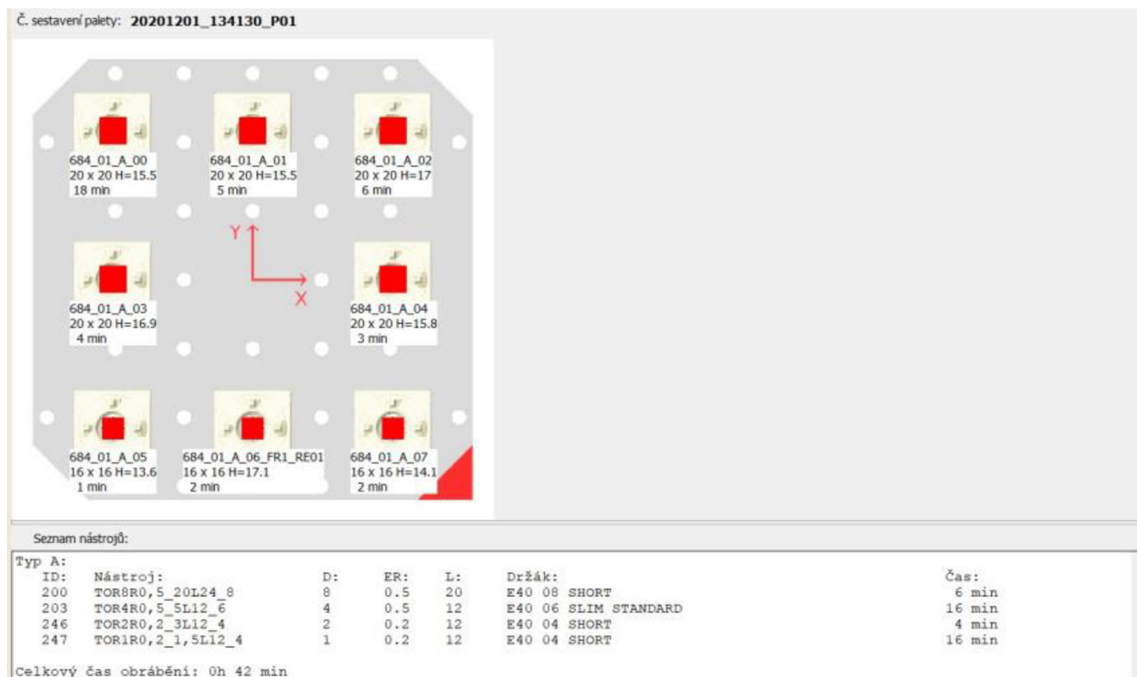 Č. sestavení palety: 20201201_134130_P01
684_01_A_00
20 x 20 H=15.5
18 min
684_01_A_01
20 x 20 H=15.5
5 min
684_01_A_02
20 x 20 H=17
6 min
Y
X
684_01_A_03
20 x 20 H=16.9
4 min
684_01_A_04
20 x 20 H=15.8
3 min
684_01_A_05
16 x 16 H=13.6
1 min
684_01_A_06_FR1_RE01
16 x 16 H=17.1
2 min
684_01_A_07
16 x 16 H=14.1
2 min
Seznam nástrojů:
Typ A:
ID: Nástroj: D: ER: L: Držák: Čas:
200 TOR8R0,5_20L24_8 8 0.5 20 E40 08 SHORT 6 min
203 TOR4R0,5_5L12_6 4 0.5 12 E40 06 SLIM STANDARD 16 min
246 TOR2R0,2_3L12_4 2 0.2 12 E40 04 SHORT 4 min
247 TOR1R0,2_1,5L12_4 1 0.2 12 E40 04 SHORT 16 min
Celkový čas obrábění: 0h 42 min